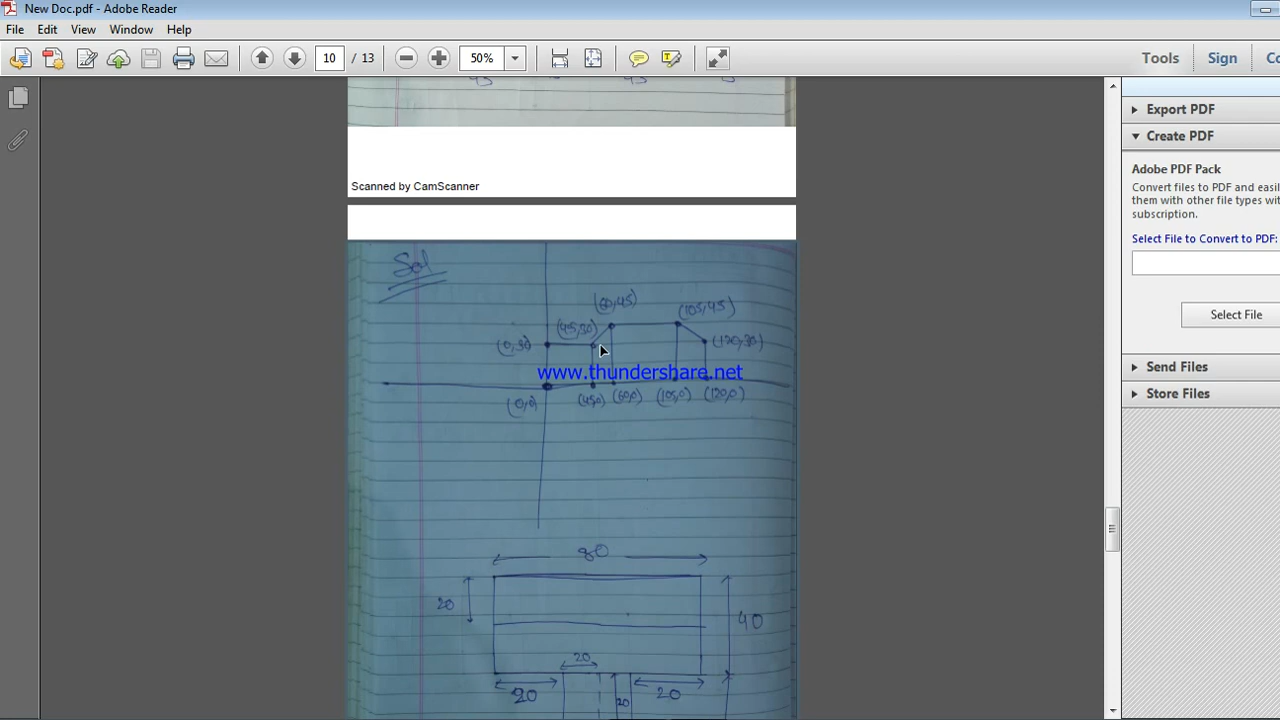 New Doc.pdf - Adobe Reader
File Edit View Window Help
10 / 13 50% Tools Sign Co
Export PDF
Create PDF
Adobe PDF Pack
Convert files to PDF and easil
them with other file types wit
subscription.
Select File to Convert to PDF:
Select File
Send Files
Store Files
45 45
Scanned by CamScanner
Sol
(60,45) (105,45)
(0,30) (45,30) (120,30)
www.thundershare.net
(0,0) (45,0) (60,0) (105,0) (120,0)
80
20 40
20
20 20 20